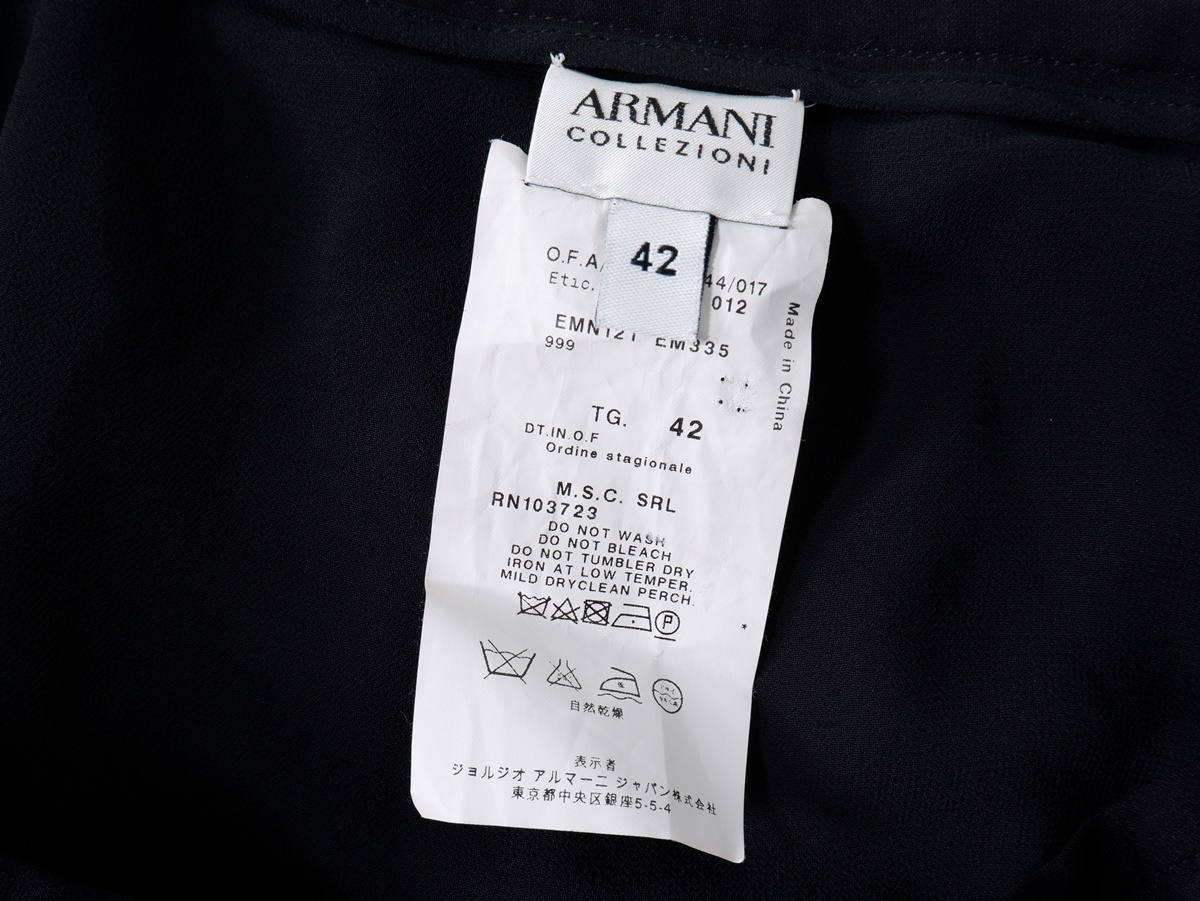 ARMANI
COLLEZIONI
42
O.F.A/ 44/017
Etic. 012
EMN121 EM335
999
Made in China
TG. 42
DT.IN.O.F
Ordine stagionale
M.S.C. SRL
RN103723
DO NOT WASH
DO NOT BLEACH
DO NOT TUMBLER DRY
IRON AT LOW TEMPER.
MILD DRYCLEAN PERCH.
P
自然乾燥
表示者
ジョルジオ アルマーニ ジャパン株式会社
東京都中央区銀座5-5-4